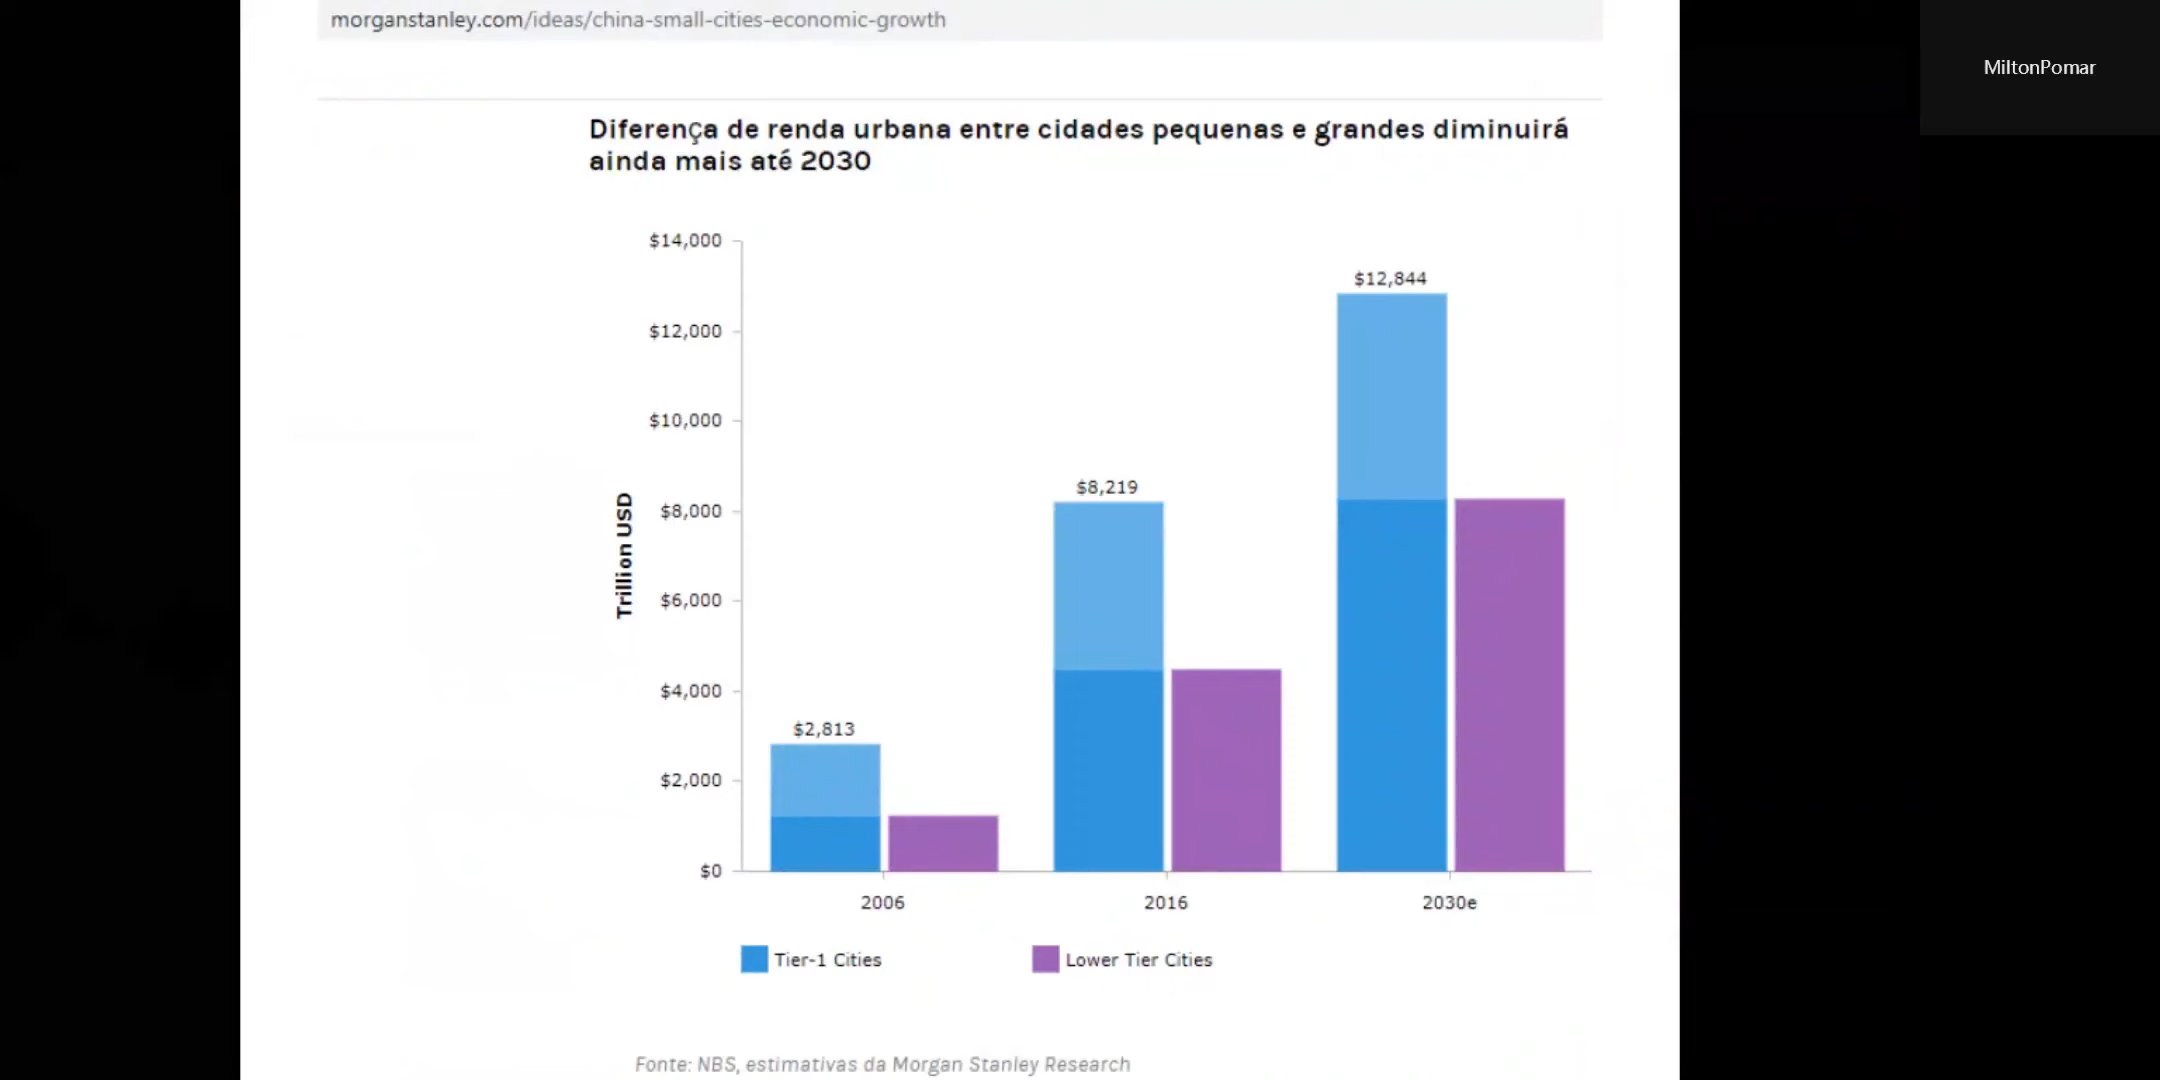 morganstanley.com/ideas/china-small-cities-economic-growth
MiltonPomar
Diferença de renda urbana entre cidades pequenas e grandes diminuirá
ainda mais até 2030
$14,000
$12,844
$12,000
$10,000
$8,219
$8,000
Trillion USD
$6,000
$4,000
$2,813
$2,000
$0
2006 2016 2030e
Tier-1 Cities Lower Tier Cities
Fonte: NBS, estimativas da Morgan Stanley Research